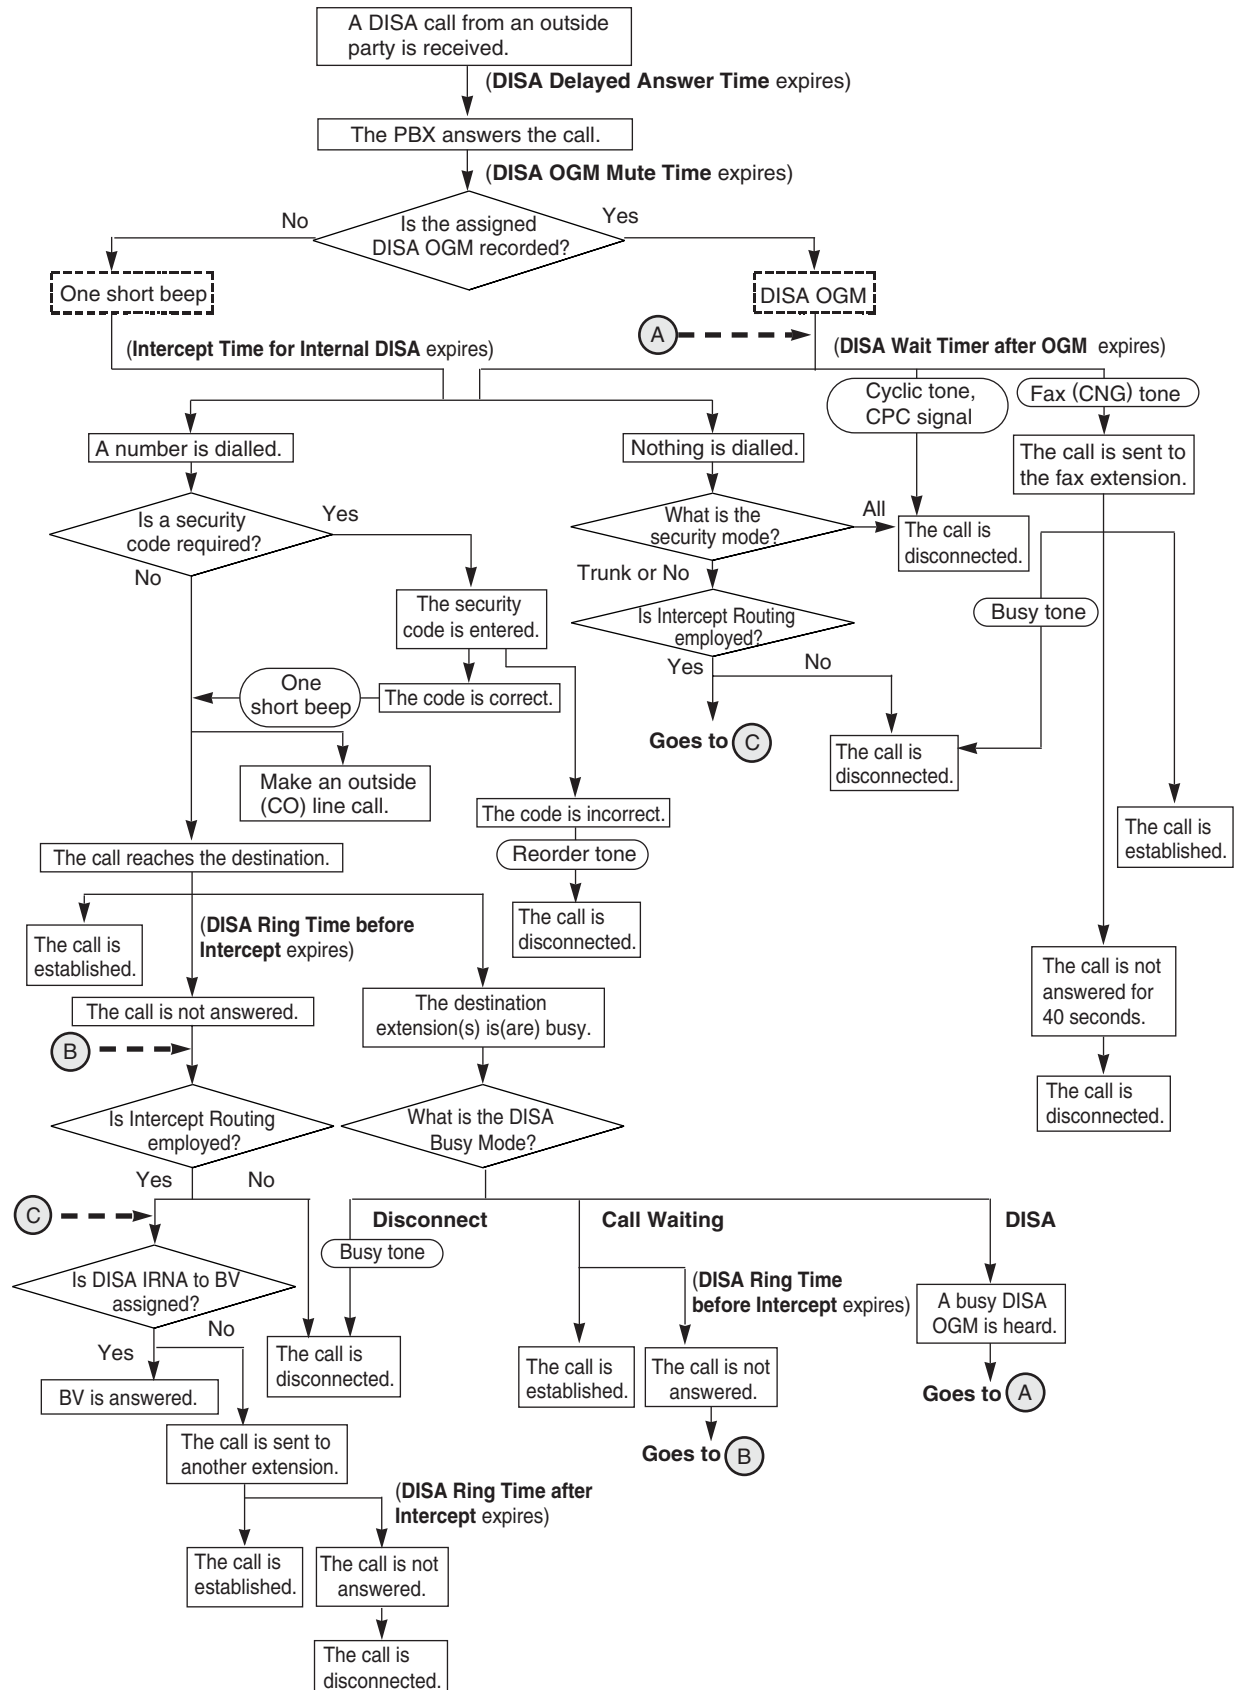 A DISA call from an outside
party is received.
(DISA Delayed Answer Time expires)
The PBX answers the call.
(DISA OGM Mute Time expires)
No
Yes
Is the assigned
DISA OGM recorded?
One short beep
DISA OGM
A
(Intercept Time for Internal DISA expires)
(DISA Wait Timer after OGM expires)
Cyclic tone,
CPC signal
Fax (CNG) tone
A number is dialled.
Nothing is dialled.
The call is sent to
the fax extension.
Is a security
code required?
Yes
No
What is the
security mode?
All
The call is
disconnected.
Trunk or No
The security
code is entered.
Is Intercept Routing
employed?
Busy tone
Yes
No
One
short beep
The code is correct.
Goes to C
The call is
disconnected.
Make an outside
(CO) line call.
The code is incorrect.
The call is
established.
The call reaches the destination.
Reorder tone
The call is
disconnected.
(DISA Ring Time before
Intercept expires)
The call is
established.
The call is not
answered for
40 seconds.
The call is not answered.
The destination
extension(s) is(are) busy.
B
The call is
disconnected.
Is Intercept Routing
employed?
What is the DISA
Busy Mode?
Yes
No
C
Disconnect
Call Waiting
DISA
Busy tone
Is DISA IRNA to BV
assigned?
(DISA Ring Time
before Intercept expires)
A busy DISA
OGM is heard.
No
Yes
The call is
disconnected.
The call is
established.
The call is not
answered.
BV is answered.
Goes to A
The call is sent to
another extension.
Goes to B
(DISA Ring Time after
Intercept expires)
The call is
established.
The call is not
answered.
The call is
disconnected.